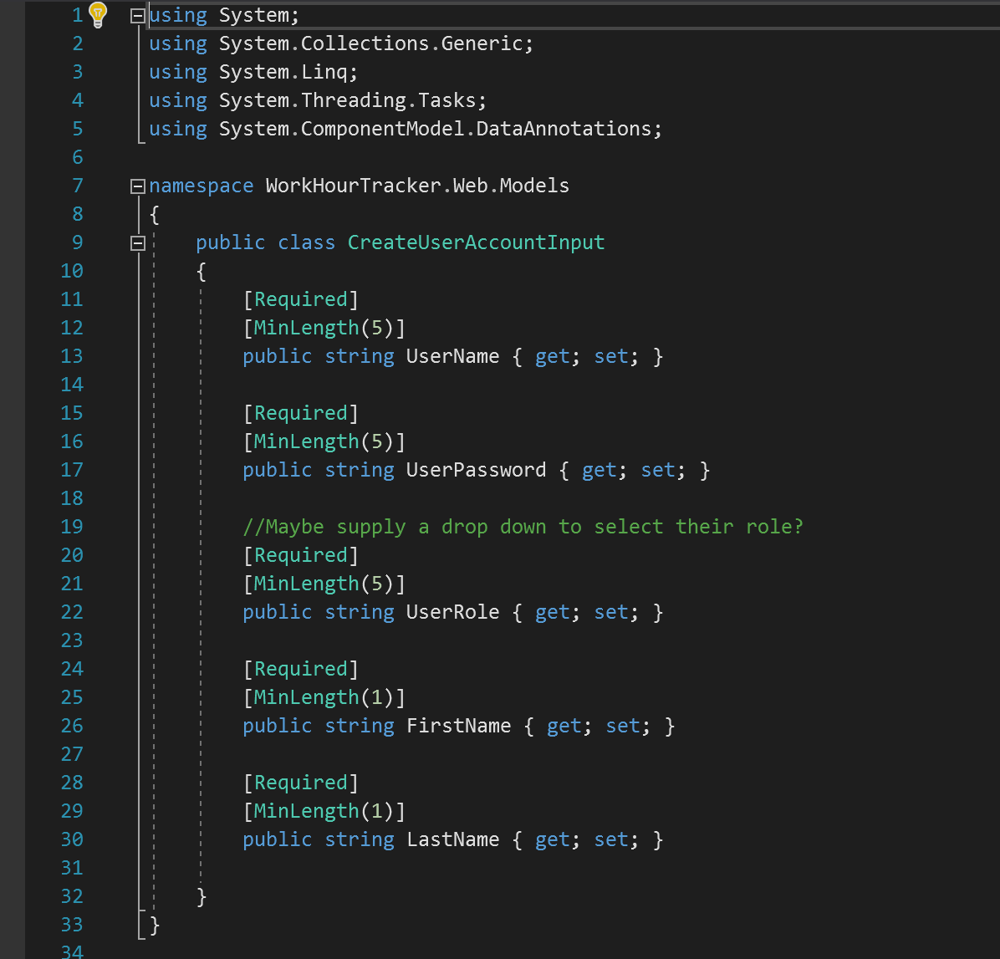 1 using System;
2 using System.Collections.Generic;
3 using System.Linq;
4 using System.Threading.Tasks;
5 using System.ComponentModel.DataAnnotations;
6
7 namespace WorkHourTracker.Web.Models
8 {
9     public class CreateUserAccountInput
10     {
11         [Required]
12         [MinLength(5)]
13         public string UserName { get; set; }
14
15         [Required]
16         [MinLength(5)]
17         public string UserPassword { get; set; }
18
19         //Maybe supply a drop down to select their role?
20         [Required]
21         [MinLength(5)]
22         public string UserRole { get; set; }
23
24         [Required]
25         [MinLength(1)]
26         public string FirstName { get; set; }
27
28         [Required]
29         [MinLength(1)]
30         public string LastName { get; set; }
31
32     }
33 }
34